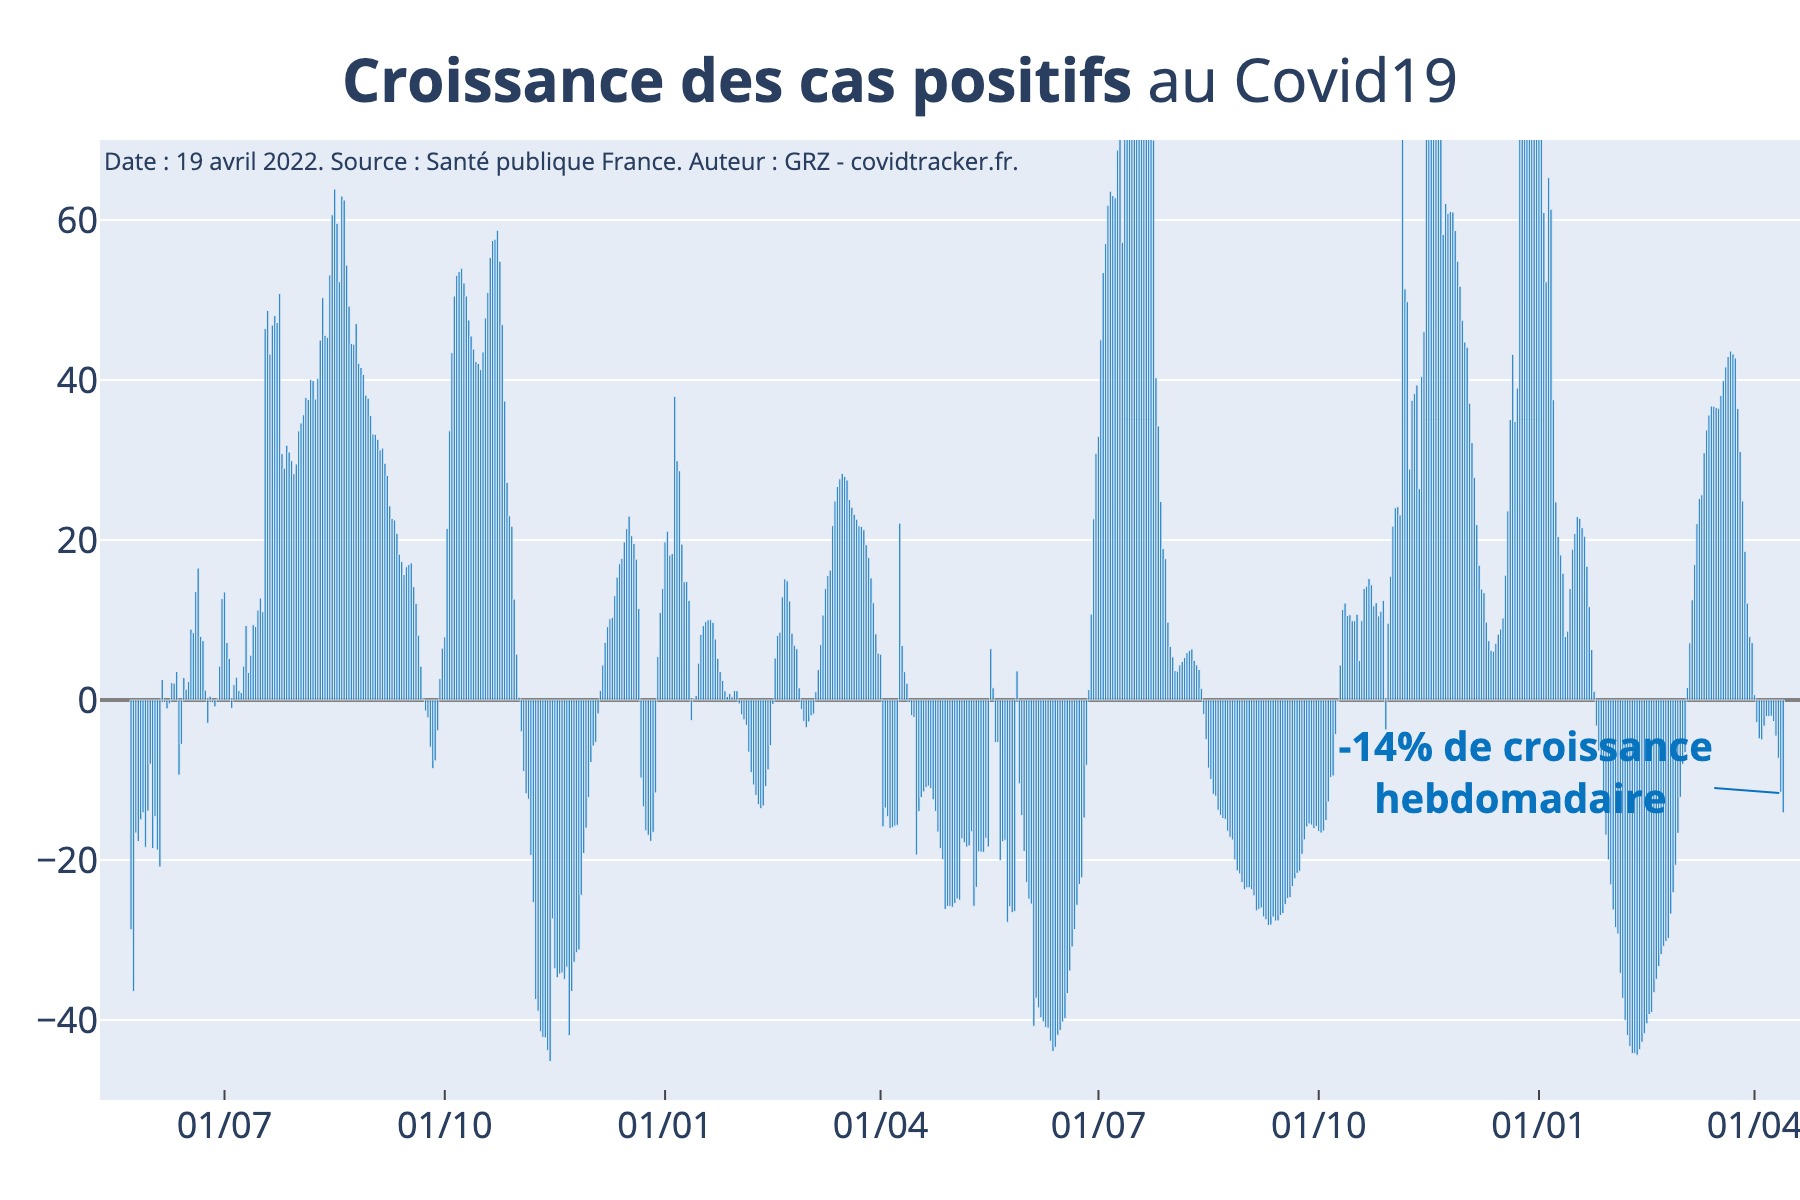 Croissance des cas positifs au Covid19
Date : 19 avril 2022. Source : Santé publique France. Auteur : GRZ - covidtracker.fr.
60
40
20
0
−20
−40
-14% de croissance
hebdomadaire
01/07 01/10 01/01 01/04 01/07 01/10 01/01 01/04